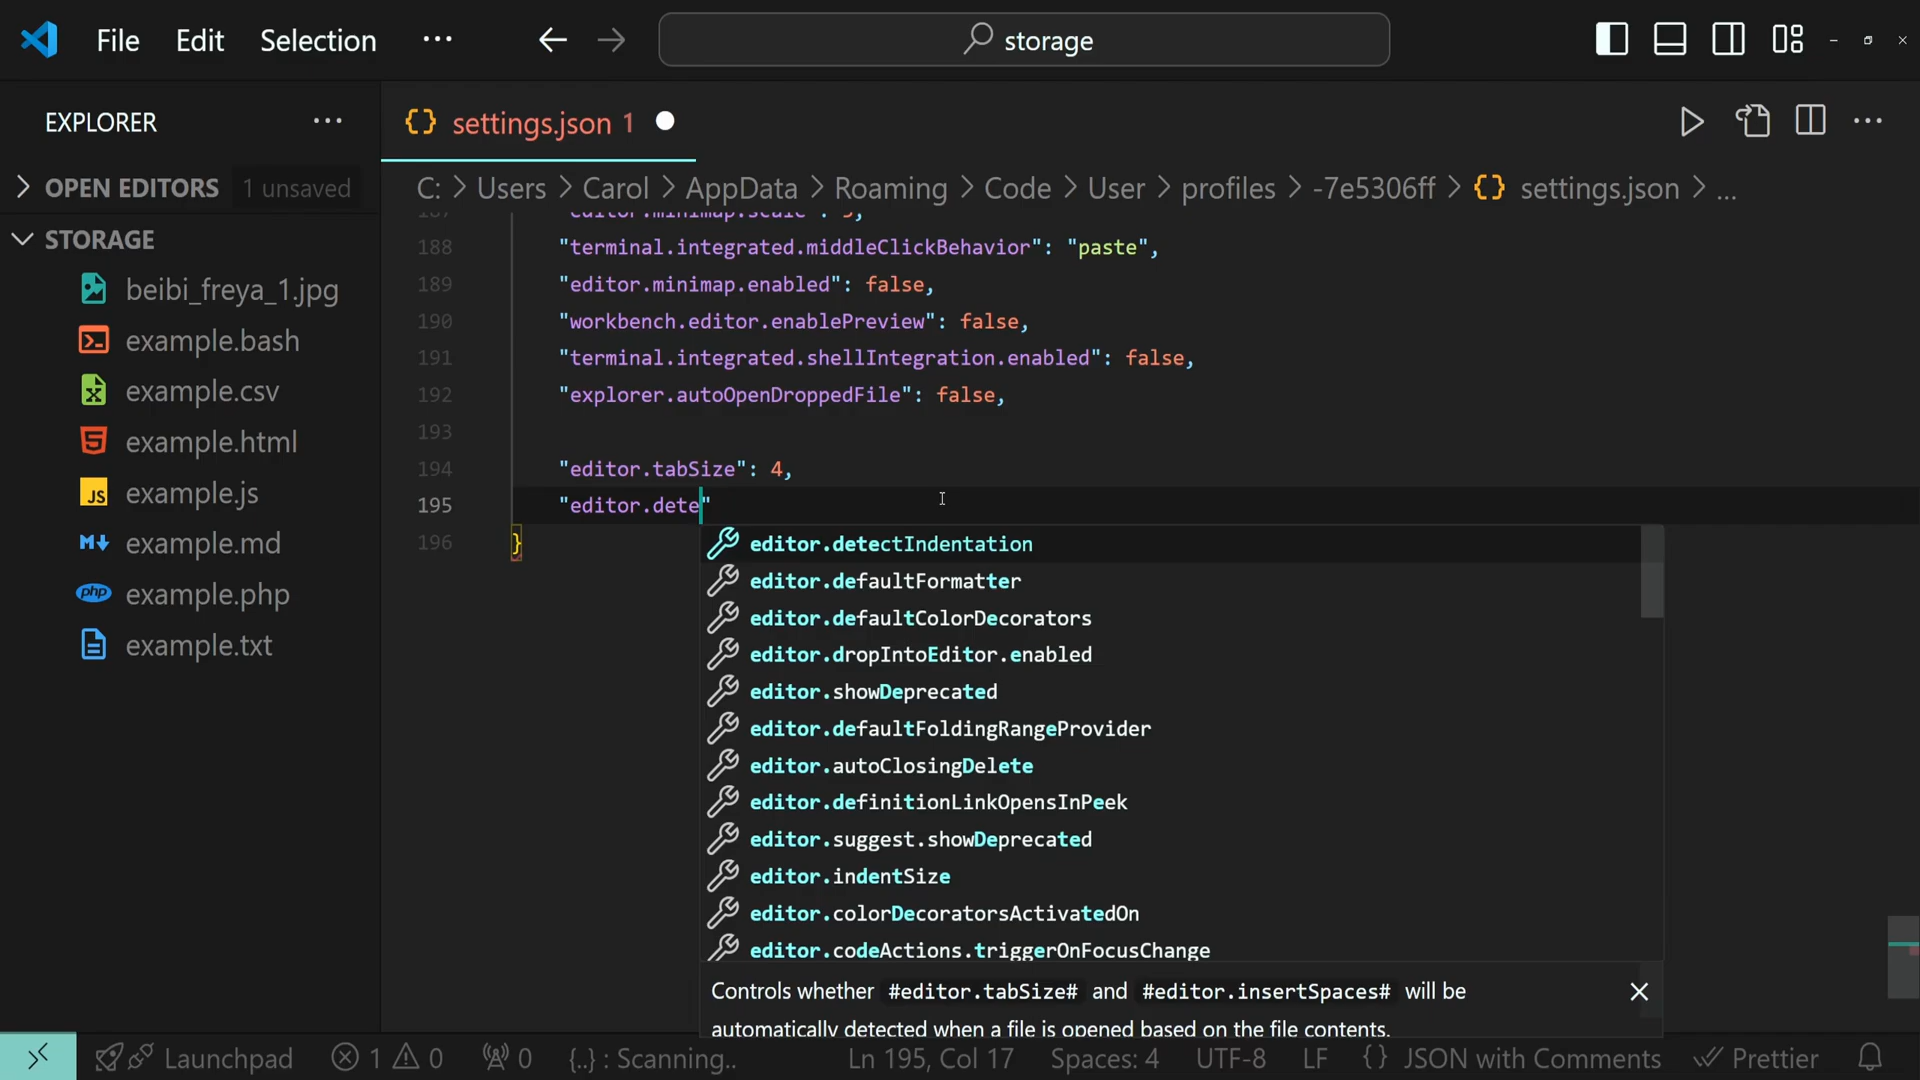 File Edit Selection ··· storage
EXPLORER ···
settings.json 1
OPEN EDITORS 1 unsaved
C: > Users > Carol > AppData > Roaming > Code > User > profiles > -7e5306ff > {} settings.json > ...
STORAGE
beibi_freya_1.jpg
example.bash
example.csv
example.html
example.js
example.md
example.php
example.txt
187 "editor.minimap.scale": 3,
188 "terminal.integrated.middleClickBehavior": "paste",
189 "editor.minimap.enabled": false,
190 "workbench.editor.enablePreview": false,
191 "terminal.integrated.shellIntegration.enabled": false,
192 "explorer.autoOpenDroppedFile": false,
193
194 "editor.tabSize": 4,
195 "editor.dete"
196 }
editor.detectIndentation
editor.defaultFormatter
editor.defaultColorDecorators
editor.dropIntoEditor.enabled
editor.showDeprecated
editor.defaultFoldingRangeProvider
editor.autoClosingDelete
editor.definitionLinkOpensInPeek
editor.suggest.showDeprecated
editor.indentSize
editor.colorDecoratorsActivatedOn
editor.codeActions.triggerOnFocusChange
Controls whether #editor.tabSize# and #editor.insertSpaces# will be
automatically detected when a file is opened based on the file contents.
Launchpad 1 0 0 {..} : Scanning.. Ln 195, Col 17 Spaces: 4 UTF-8 LF {} JSON with Comments Prettier